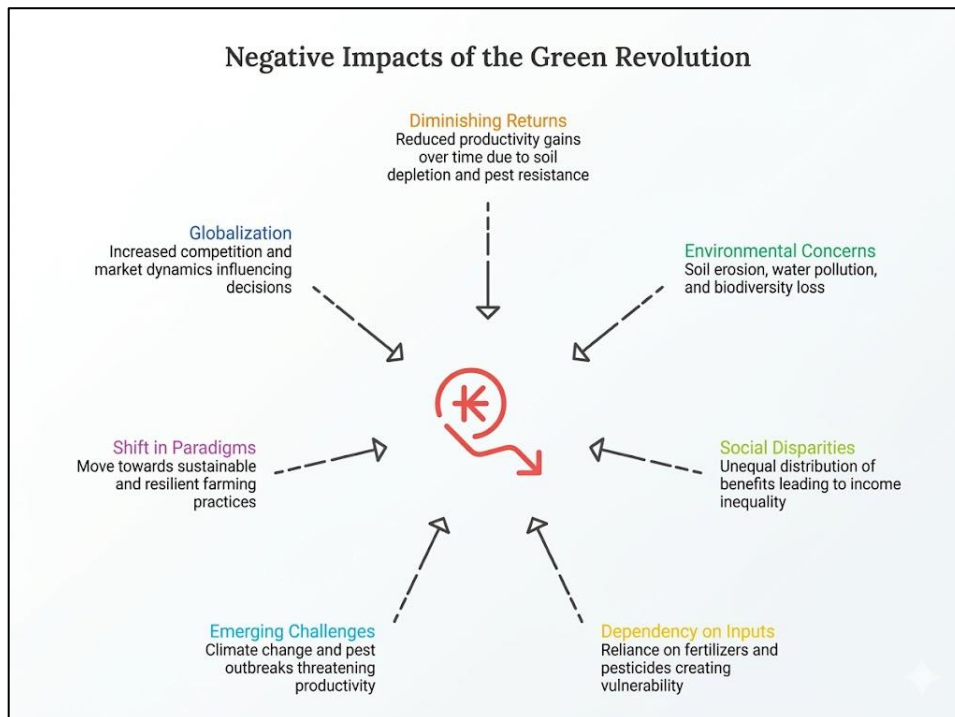 Negative Impacts of the Green Revolution
Diminishing Returns
Reduced productivity gains
over time due to soil
depletion and pest resistance
Globalization
Increased competition and
market dynamics influencing
decisions
Environmental Concerns
Soil erosion, water pollution,
and biodiversity loss
Shift in Paradigms
Move towards sustainable
and resilient farming
practices
Social Disparities
Unequal distribution of
benefits leading to income
inequality
Emerging Challenges
Climate change and pest
outbreaks threatening
productivity
Dependency on Inputs
Reliance on fertilizers and
pesticides creating
vulnerability